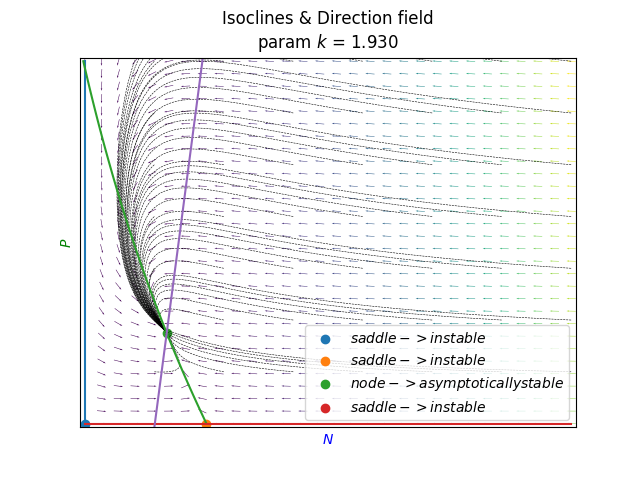 Isoclines & Direction field
param k = 1.930
P
saddle -> instable
saddle -> instable
node -> asymptoticallystable
saddle -> instable
N